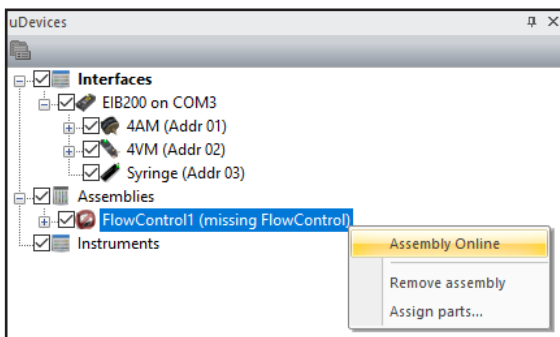 uDevices
Interfaces
EIB200 on COM3
4AM (Addr 01)
4VM (Addr 02)
Syringe (Addr 03)
Assemblies
FlowControl1 (missing FlowControl)
Instruments
Assembly Online
Remove assembly
Assign parts...